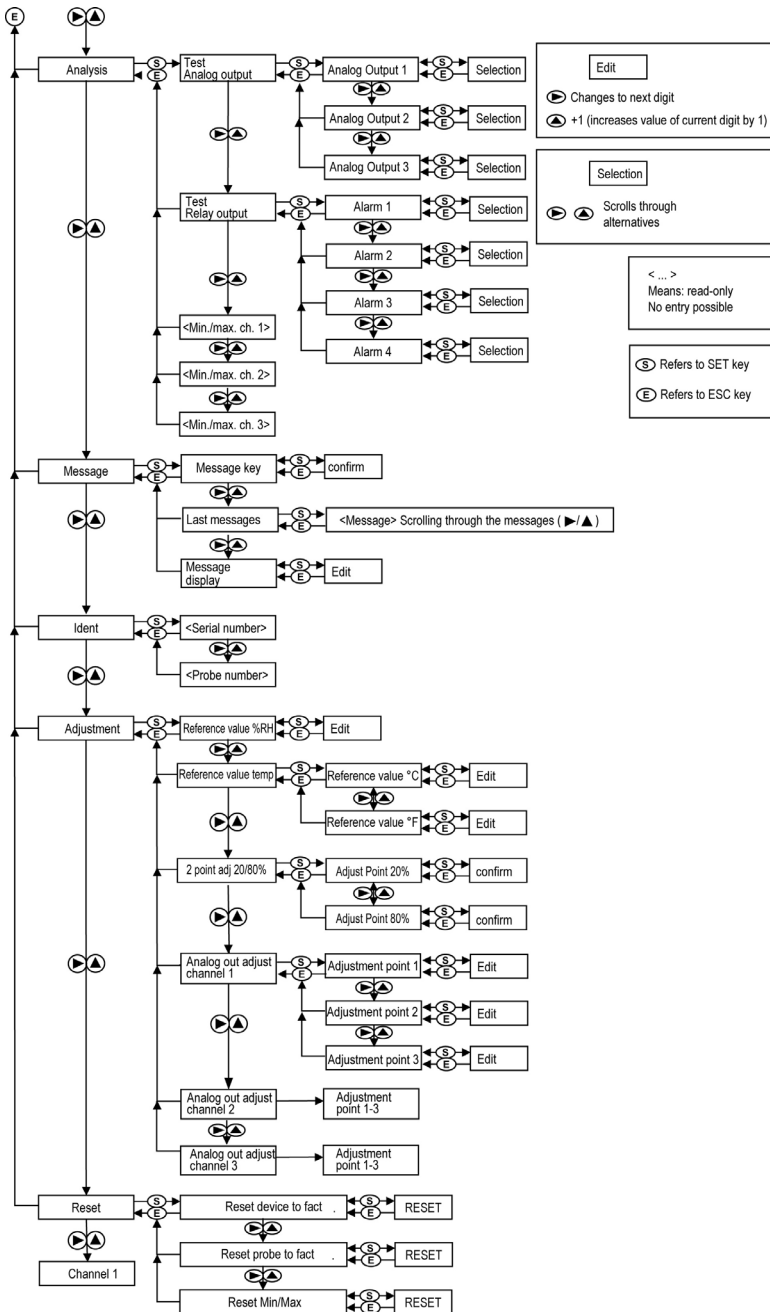 E
Analysis
S
E
Test
Analog output
S
E
Analog Output 1
S
E
Selection
Analog Output 2
S
E
Selection
Analog Output 3
S
E
Selection
Test
Relay output
S
E
Alarm 1
S
E
Selection
Alarm 2
S
E
Selection
Alarm 3
S
E
Selection
Alarm 4
S
E
Selection
<Min./max. ch. 1>
<Min./max. ch. 2>
<Min./max. ch. 3>
Edit
Changes to next digit
+1 (increases value of current digit by 1)
Selection
Scrolls through
alternatives
< ... >
Means: read-only
No entry possible
S Refers to SET key
E Refers to ESC key
Message
S
E
Message key
S
E
confirm
Last messages
S
E
<Message> Scrolling through the messages (▶/▲)
Message
display
S
E
Edit
Ident
S
E
<Serial number>
<Probe number>
Adjustment
S
E
Reference value %RH
S
E
Edit
Reference value temp
S
E
Reference value °C
S
E
Edit
Reference value °F
S
E
Edit
2 point adj 20/80%
S
E
Adjust Point 20%
S
E
confirm
Adjust Point 80%
S
E
confirm
Analog out adjust
channel 1
S
E
Adjustment point 1
S
E
Edit
Adjustment point 2
S
E
Edit
Adjustment point 3
S
E
Edit
Analog out adjust
channel 2
Adjustment
point 1-3
Analog out adjust
channel 3
Adjustment
point 1-3
Reset
S
E
Reset device to fact .
S
E
RESET
Reset probe to fact .
S
E
RESET
Channel 1
Reset Min/Max
S
E
RESET